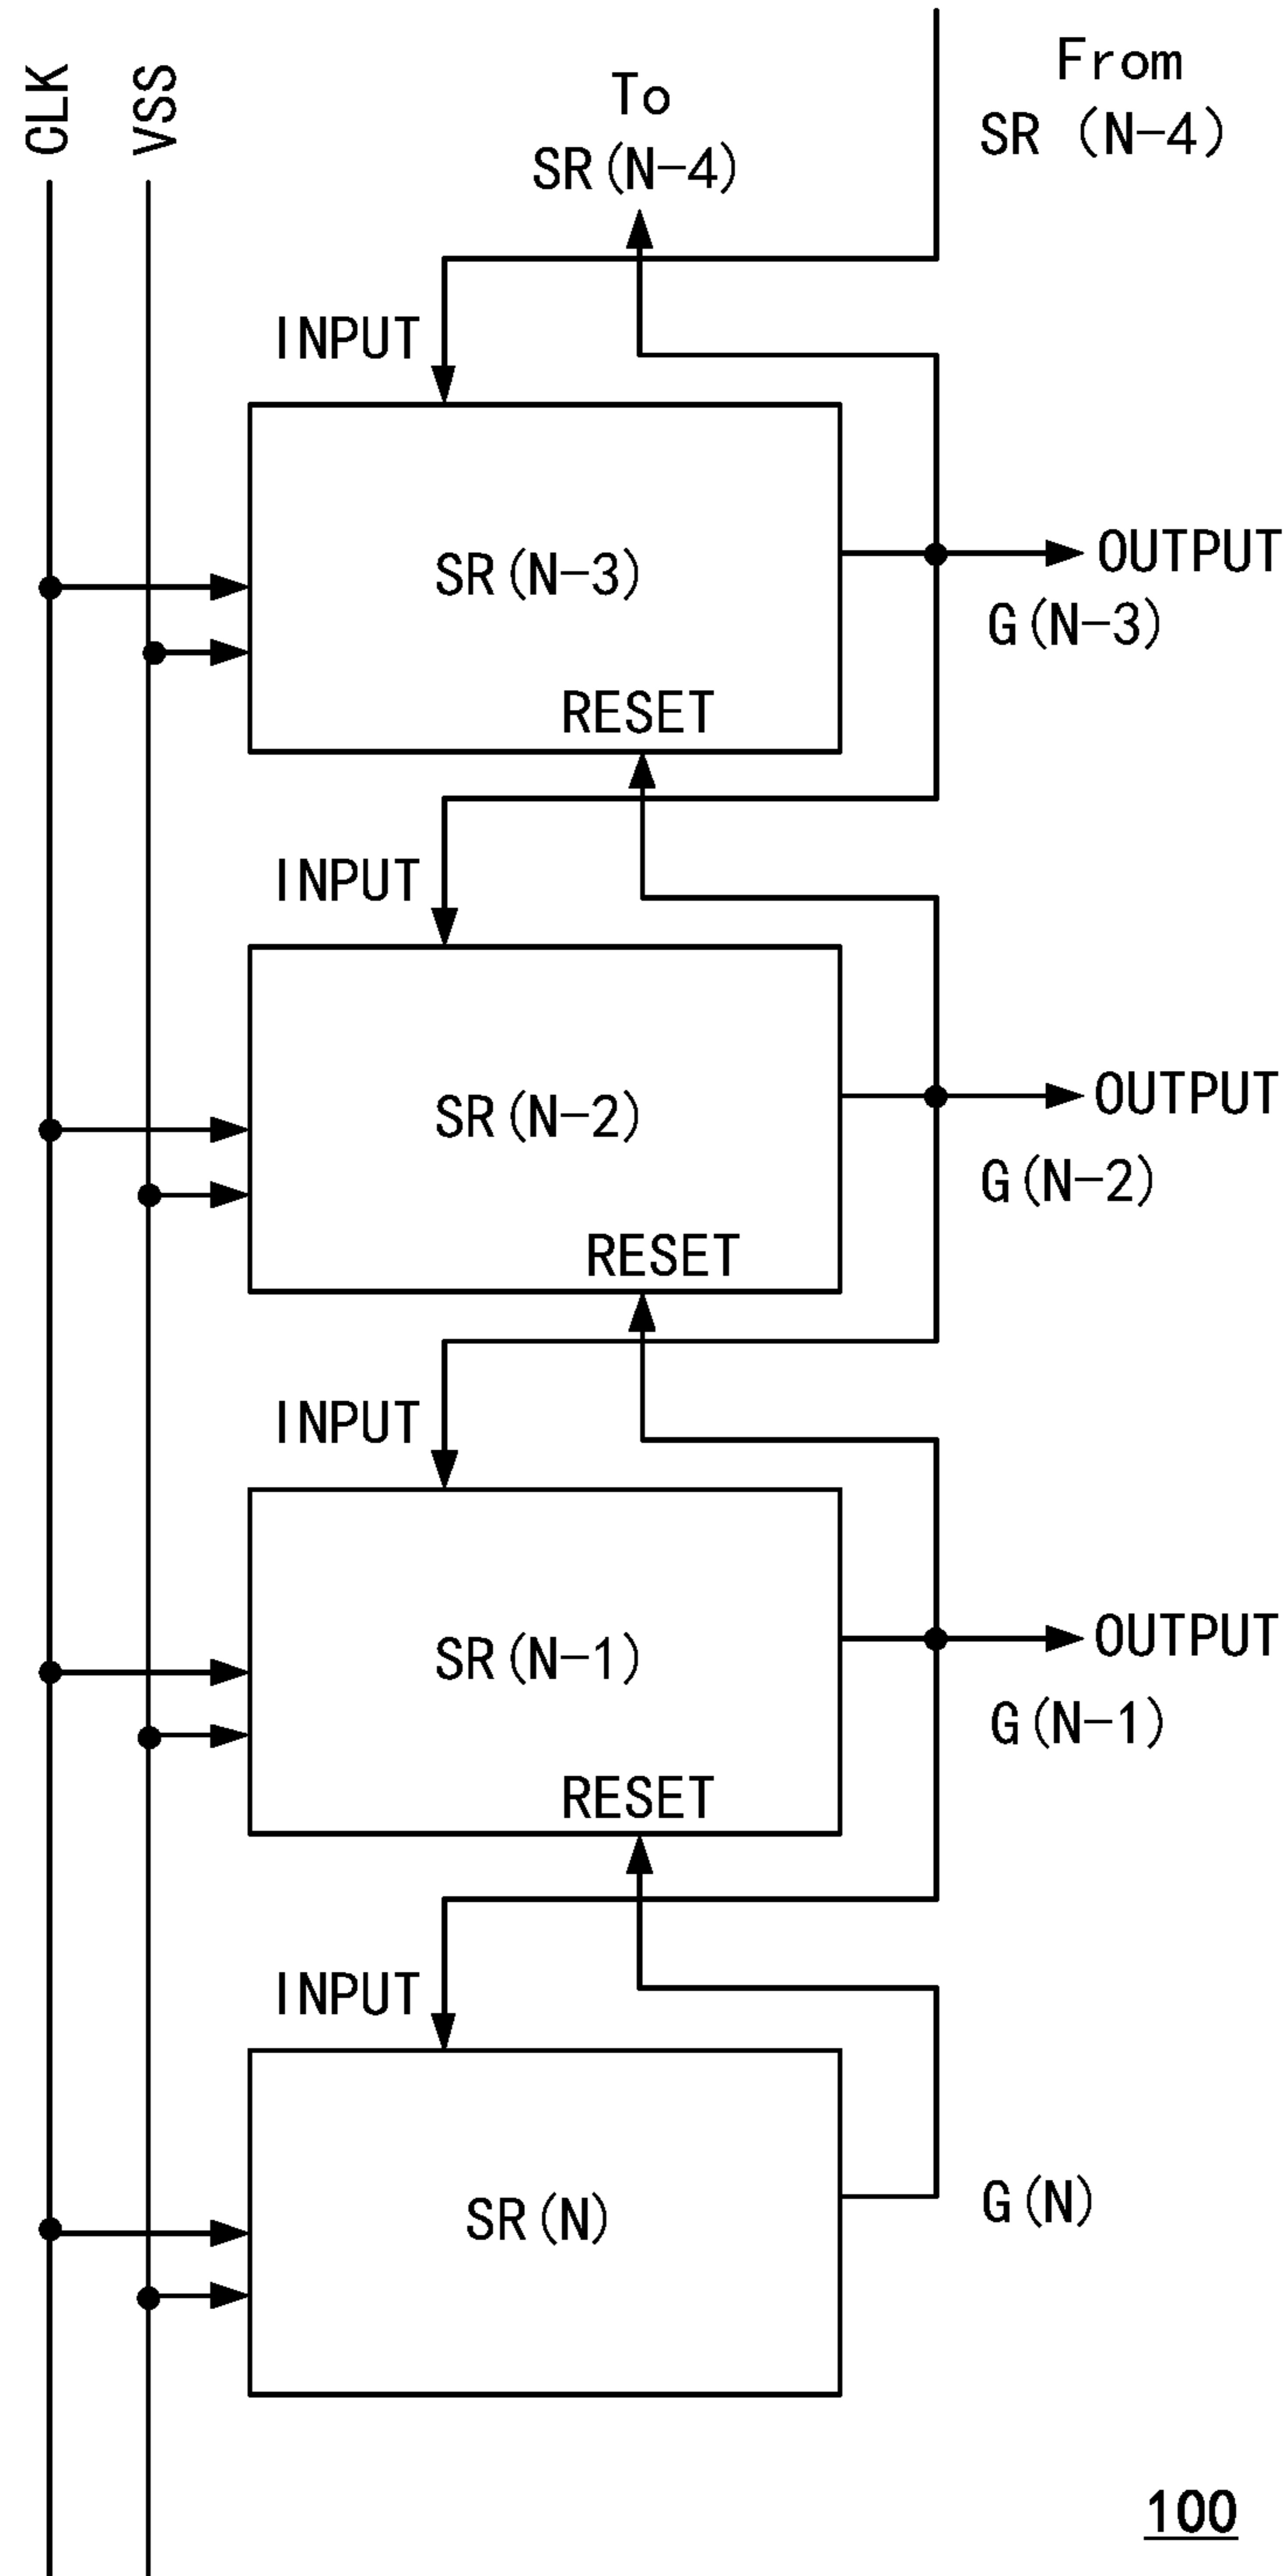 CLK
VSS
To
SR(N-4)
From
SR (N-4)
INPUT
SR(N-3)
OUTPUT
G(N-3)
RESET
INPUT
SR(N-2)
OUTPUT
G(N-2)
RESET
INPUT
SR(N-1)
OUTPUT
G(N-1)
RESET
INPUT
SR(N)
G(N)
100